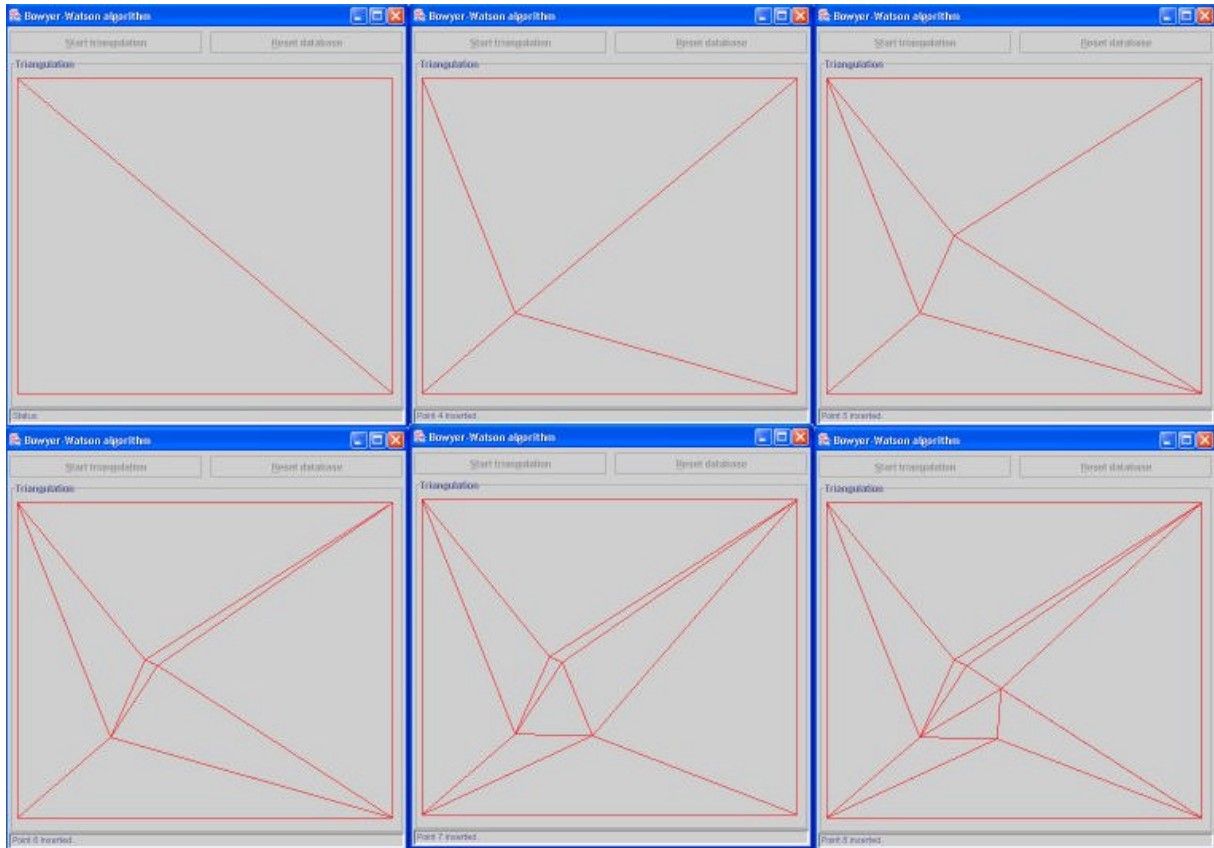 Bowyer-Watson algorithm
Start triangulation Reset database
Triangulation
Status
Bowyer-Watson algorithm
Start triangulation Reset database
Triangulation
Point 4 inserted.
Bowyer-Watson algorithm
Start triangulation Reset database
Triangulation
Point 5 inserted.
Bowyer-Watson algorithm
Start triangulation Reset database
Triangulation
Point 6 inserted.
Bowyer-Watson algorithm
Start triangulation Reset database
Triangulation
Point 7 inserted.
Bowyer-Watson algorithm
Start triangulation Reset database
Triangulation
Point 8 inserted.